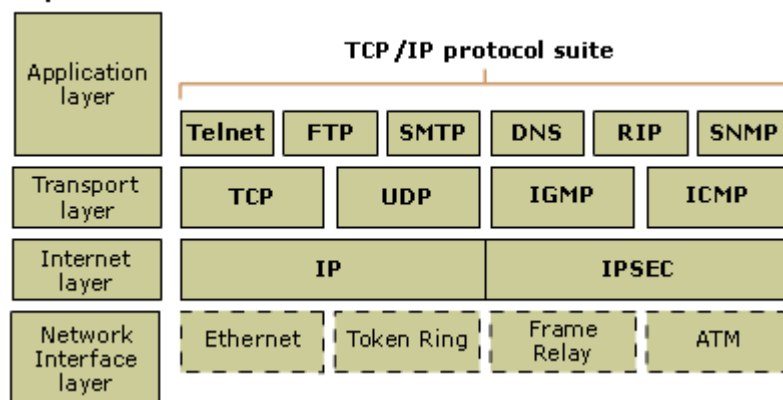 TCP/IP protocol suite
Application
layer
Telnet FTP SMTP DNS RIP SNMP
Transport
layer
TCP UDP IGMP ICMP
Internet
layer
IP IPSEC
Network
Interface
layer
Ethernet Token Ring Frame
Relay ATM